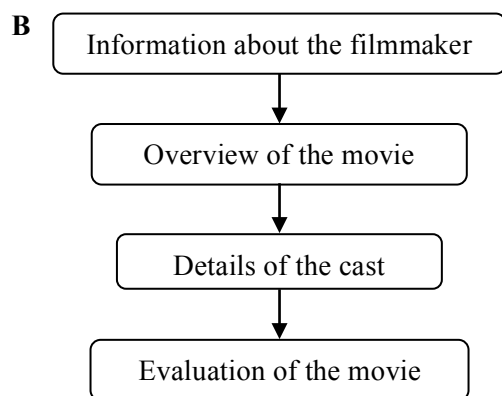 B
Information about the filmmaker
Overview of the movie
Details of the cast
Evaluation of the movie